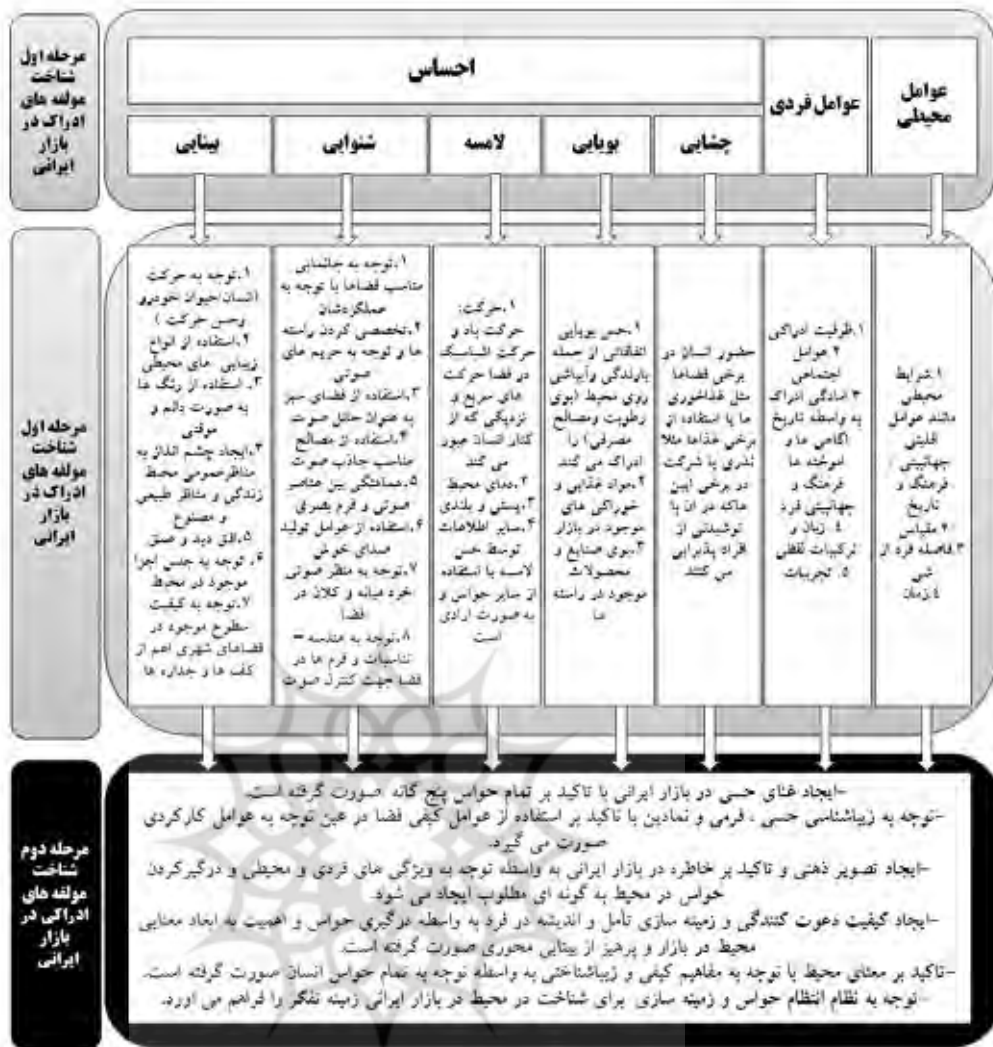 مرحله اول
شناخت
مولفه های
ادراک در
بازار
ایرانی
احساس
عوامل فردی
عوامل
محیطی
بینایی
شنوایی
لامسه
بویایی
چشایی
مرحله اول
شناخت
مولفه های
ادراک در
بازار
ایرانی
۱.شرایط
محیطی
مانند عوامل
اقلیمی
جهانبینی /
فرهنگ و
تاریخ
۲.مقیاس
۳.فاصله فرد از
شی
٤.زمان
۱.ظرفیت ادراکی
۲.عوامل
اجتماعی
۳.امادگی ادراک
به واسطه تاریخ
اگاهی ها و
اموخته ها
فرهنگ و
جهانبینی فرد
٤. زبان و
ترکیبات لفظی
۵. تجربیات
حضور انسان در
برخی فضاها
مثل غذاخوری
ها یا استفاده از
برخی غذاها مثلا
نذری یا شرکت
در برخی ایین
هاکه در ان با
نوشیدنی از
افراد پذیرایی
می کنند
۱.حس بویایی
اتفاقاتی از جمله
بارندگی وآبپاشی
روی محیط (بوی
رطوبت ومصالح
مصرفی) را
ادراک می کند
۲.مواد غذایی و
خوراکی های
موجود در بازار
۳.بوی صنایع و
محصولات
موجود در راسته
ها
۱.حرکت:
حرکت باد و
حرکت اشناسک
در فضا حرکت
های سریع و
نزدیکی که از
کنار انسان عبور
می کند
۲.دمای محیط
۳.پستی و بلندی
۴.سایر اطلاعات
توسط حس
لامسه با استفاده
از سایر حواس و
به صورت ارادی
است
۱.توجه به جانمایی
مناسب فضاها با توجه به
عملکردشان
۲.تخصصی کردن راسته
ها و توجه به حریم های
صوتی
۳.استفاده از فضای سبز
به عنوان حائل صوت
۴.استفاده از مصالح
مناسب جاذب صوت
۵.هماهنگی بین عناصر
صوتی و فرم بصری
۶.استفاده از عوامل تولید
صدای خوش
۷.توجه به منظر صوتی
خرد میانه و کلان در
فضا
۸.توجه به هندسه –
تناسبات و فرم ها در
فضا جهت کنترل صوت
۱.توجه به حرکت
(انسان/حیوان/خودرو
وحس حرکت )
۲.استفاده از انواع
زیبایی های محیطی
۳. استفاده از رنگ ها
به صورت دائم و
موقتی
۴.ایجاد چشم انداز به
مناظرعمومی محیط
زندگی و مناظر طبیعی
و مصنوع
۵.افق دید و عمق
۶. توجه به جنس اجزا
موجود در محیط
۷.توجه به کیفیت
سطوح موجود در
فضاهای شهری اعم از
کف ها و جداره ها
مرحله دوم
شناخت
مولفه های
ادراکی در
بازار
ایرانی
–ایجاد غنای حسی در بازار ایرانی با تاکید بر تمام حواس پنج گانه صورت گرفته است.
–توجه به زیباشناسی حسی ، فرمی و نمادین با تاکید بر استفاده از عوامل کیفی فضا در عین توجه به عوامل کارکردی
صورت می گیرد.
–ایجاد تصویر ذهنی و تاکید بر خاطره در بازار ایرانی به واسطه توجه به ویژگی های فردی و محیطی و درگیرکردن
حواس در محیط به گونه ای مطلوب ایجاد می شود.
–ایجاد کیفیت دعوت کنندگی و زمینه سازی تأمل و اندیشه در فرد به واسطه درگیری حواس و اهمیت به ابعاد معنایی
محیط در بازار و پرهیز از بینایی محوری صورت گرفته است.
–تاکید بر معنای محیط با توجه به مفاهیم کیفی و زیباشناختی به واسطه توجه به تمام حواس انسان صورت گرفته است.
–توجه به نظام انتظام حواس و زمینه سازی برای شناخت در محیط در بازار ایرانی زمینه تفکر را فراهم می اورد.